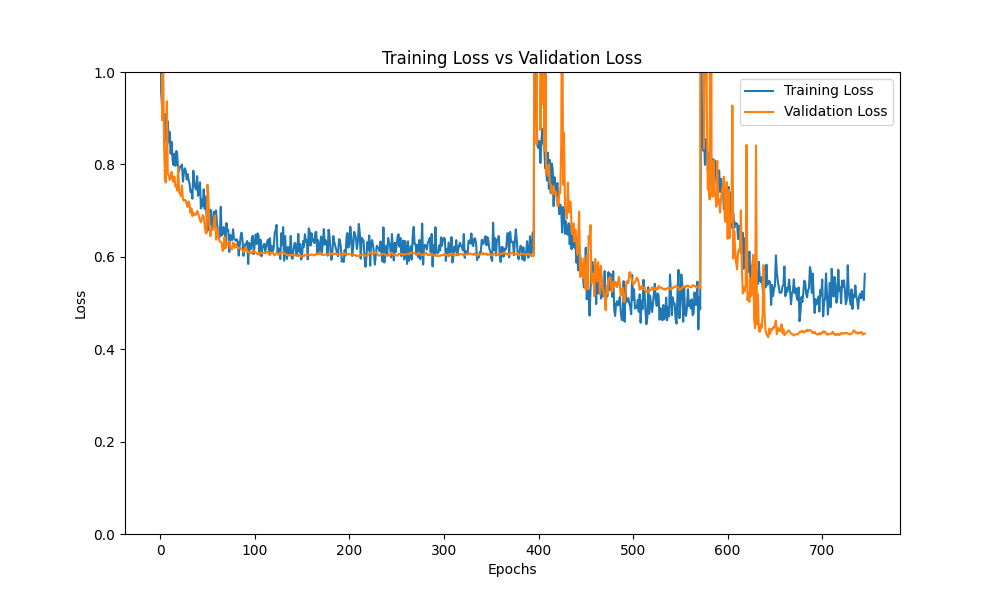 Training Loss vs Validation Loss
1.0
0.8
0.6
0.4
0.2
0.0
Loss
0 100 200 300 400 500 600 700
Epochs
Training Loss
Validation Loss